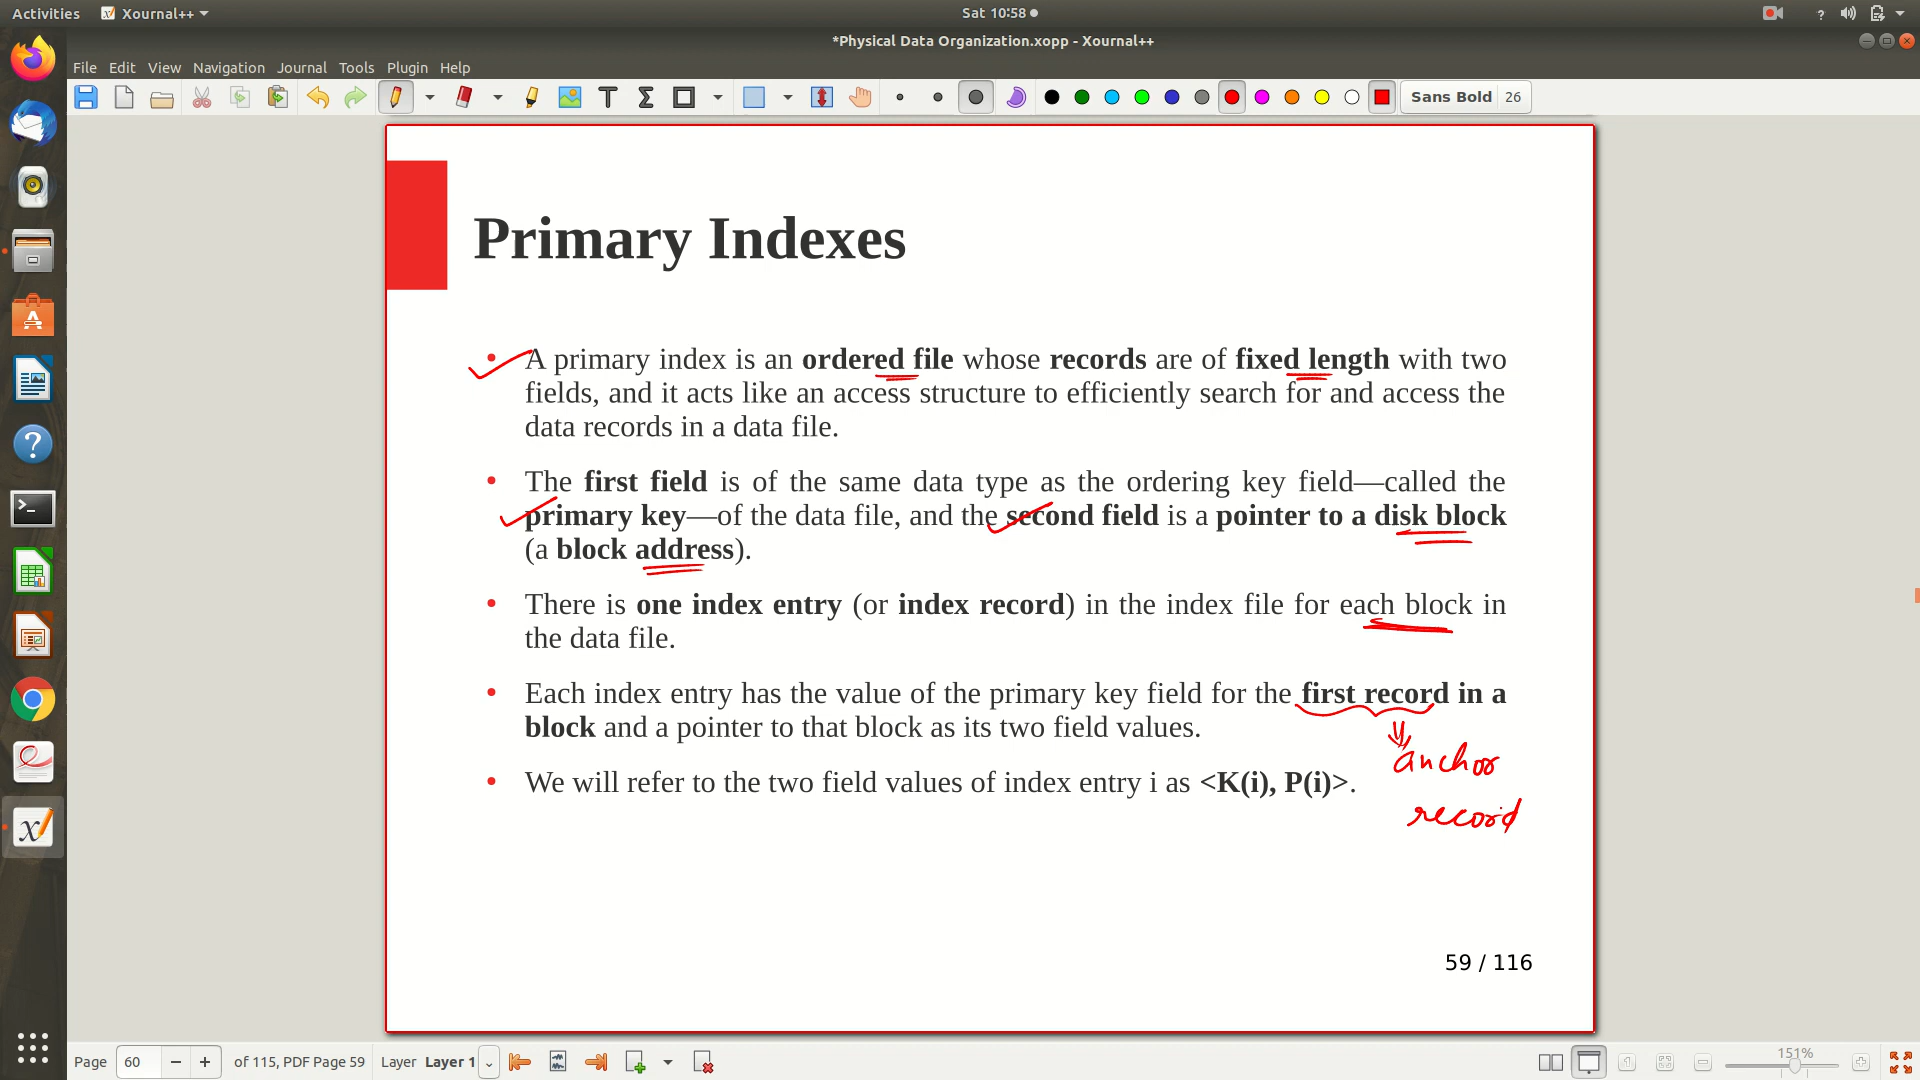 Activities Xournal++ Sat 10:58 ?
*Physical Data Organization.xopp - Xournal++
File Edit View Navigation Journal Tools Plugin Help
Sans Bold 26
Primary Indexes
• A primary index is an ordered file whose records are of fixed length with two
fields, and it acts like an access structure to efficiently search for and access the
data records in a data file.
• The first field is of the same data type as the ordering key field—called the
primary key—of the data file, and the second field is a pointer to a disk block
(a block address).
• There is one index entry (or index record) in the index file for each block in
the data file.
• Each index entry has the value of the primary key field for the first record in a
block and a pointer to that block as its two field values.
anchor
• We will refer to the two field values of index entry i as <K(i), P(i)>.
record
59 / 116
Page 60 − + of 115, PDF Page 59 Layer Layer 1 151%